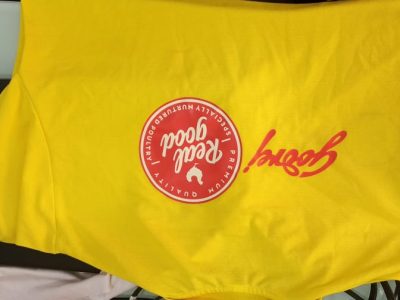 Godrej
PREMIUM QUALITY
Real
good
SPECIALLY NURTURED POULTRY